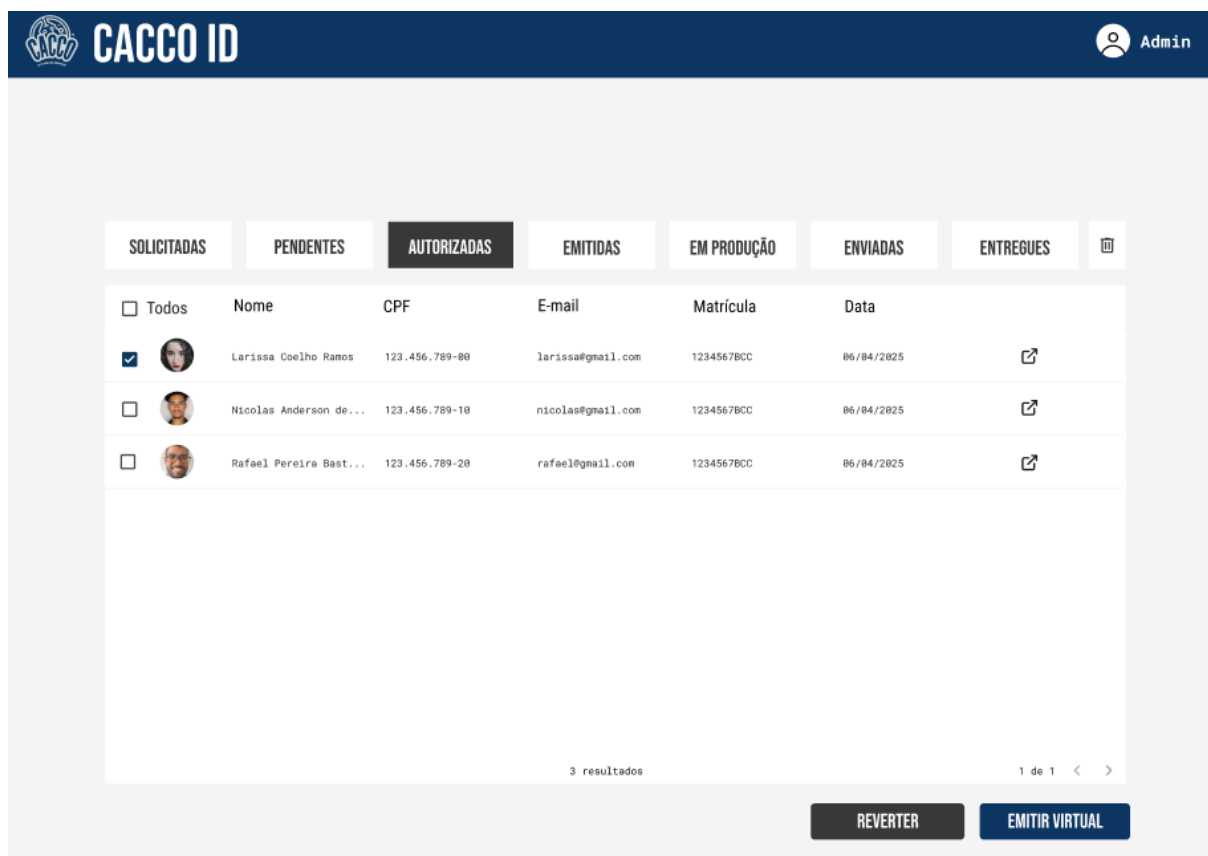 CACCO CACCO ID Admin
SOLICITADAS PENDENTES AUTORIZADAS EMITIDAS EM PRODUÇÃO ENVIADAS ENTREGUES
Todos Nome CPF E-mail Matrícula Data
Larissa Coelho Ramos 123.456.789-00 larissa@gmail.com 1234567BCC 06/04/2025
Nicolas Anderson de... 123.456.789-10 nicolas@gmail.com 1234567BCC 06/04/2025
Rafael Pereira Bast... 123.456.789-20 rafael@gmail.com 1234567BCC 06/04/2025
3 resultados 1 de 1
REVERTER EMITIR VIRTUAL